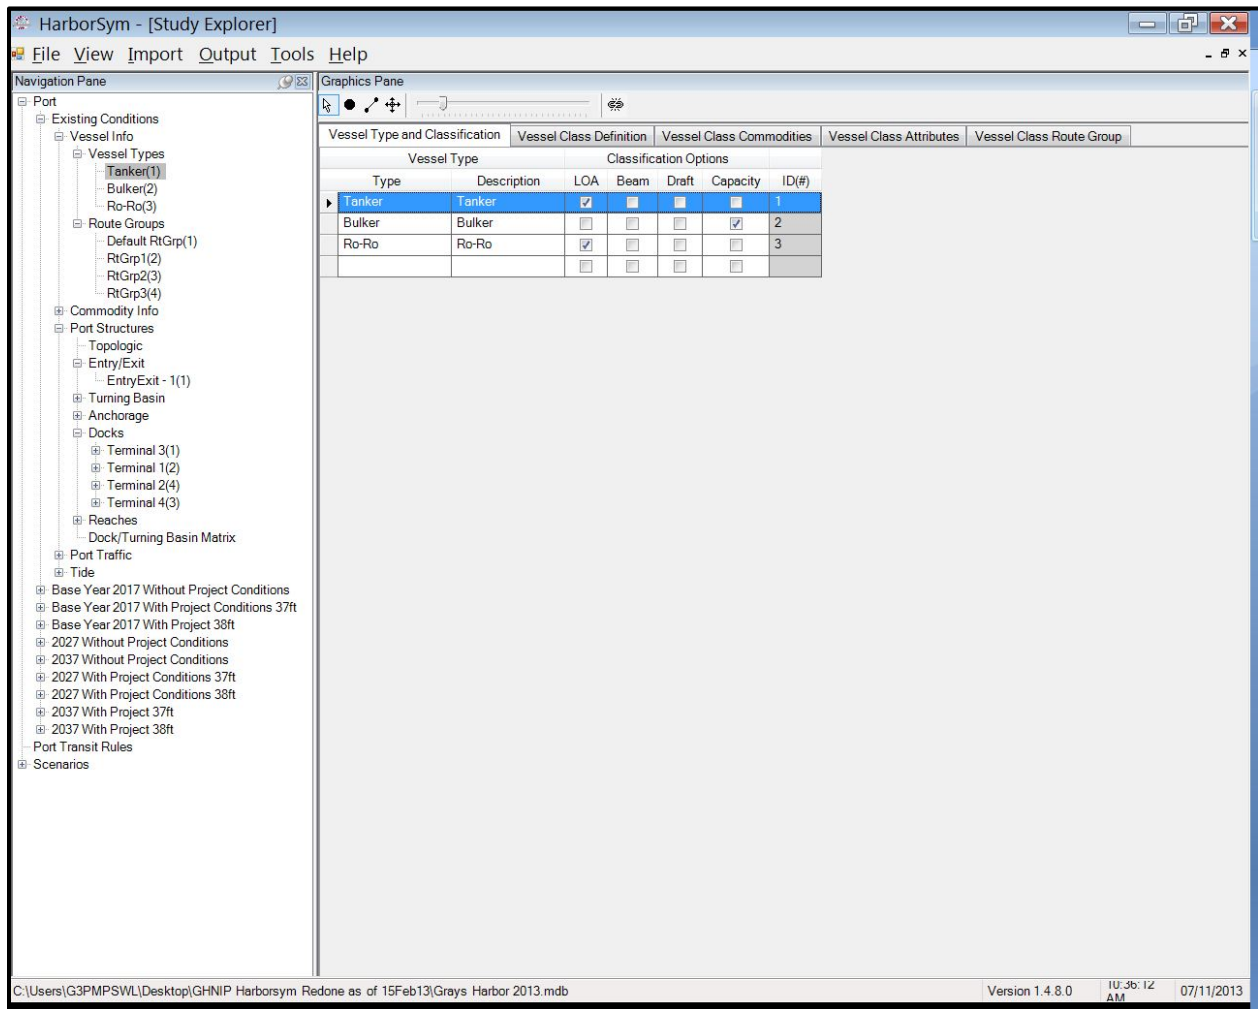 HarborSym - [Study Explorer]
File View Import Output Tools Help
Navigation Pane
Port
Existing Conditions
Vessel Info
Vessel Types
Tanker(1)
Bulker(2)
Ro-Ro(3)
Route Groups
Default RtGrp(1)
RtGrp1(2)
RtGrp2(3)
RtGrp3(4)
Commodity Info
Port Structures
Topologic
Entry/Exit
EntryExit - 1(1)
Turning Basin
Anchorage
Docks
Terminal 3(1)
Terminal 1(2)
Terminal 2(4)
Terminal 4(3)
Reaches
Dock/Turning Basin Matrix
Port Traffic
Tide
Base Year 2017 Without Project Conditions
Base Year 2017 With Project Conditions 37ft
Base Year 2017 With Project 38ft
2027 Without Project Conditions
2037 Without Project Conditions
2027 With Project Conditions 37ft
2027 With Project Conditions 38ft
2037 With Project 37ft
2037 With Project 38ft
Port Transit Rules
Scenarios
Graphics Pane
Vessel Type and Classification Vessel Class Definition Vessel Class Commodities Vessel Class Attributes Vessel Class Route Group
Vessel Type Classification Options
Type Description LOA Beam Draft Capacity ID(#)
Tanker Tanker 1
Bulker Bulker 2
Ro-Ro Ro-Ro 3
C:\Users\G3PMPSWL\Desktop\GHNIP Harborsym Redone as of 15Feb13\Grays Harbor 2013.mdb Version 1.4.8.0 10:36:12 AM 07/11/2013